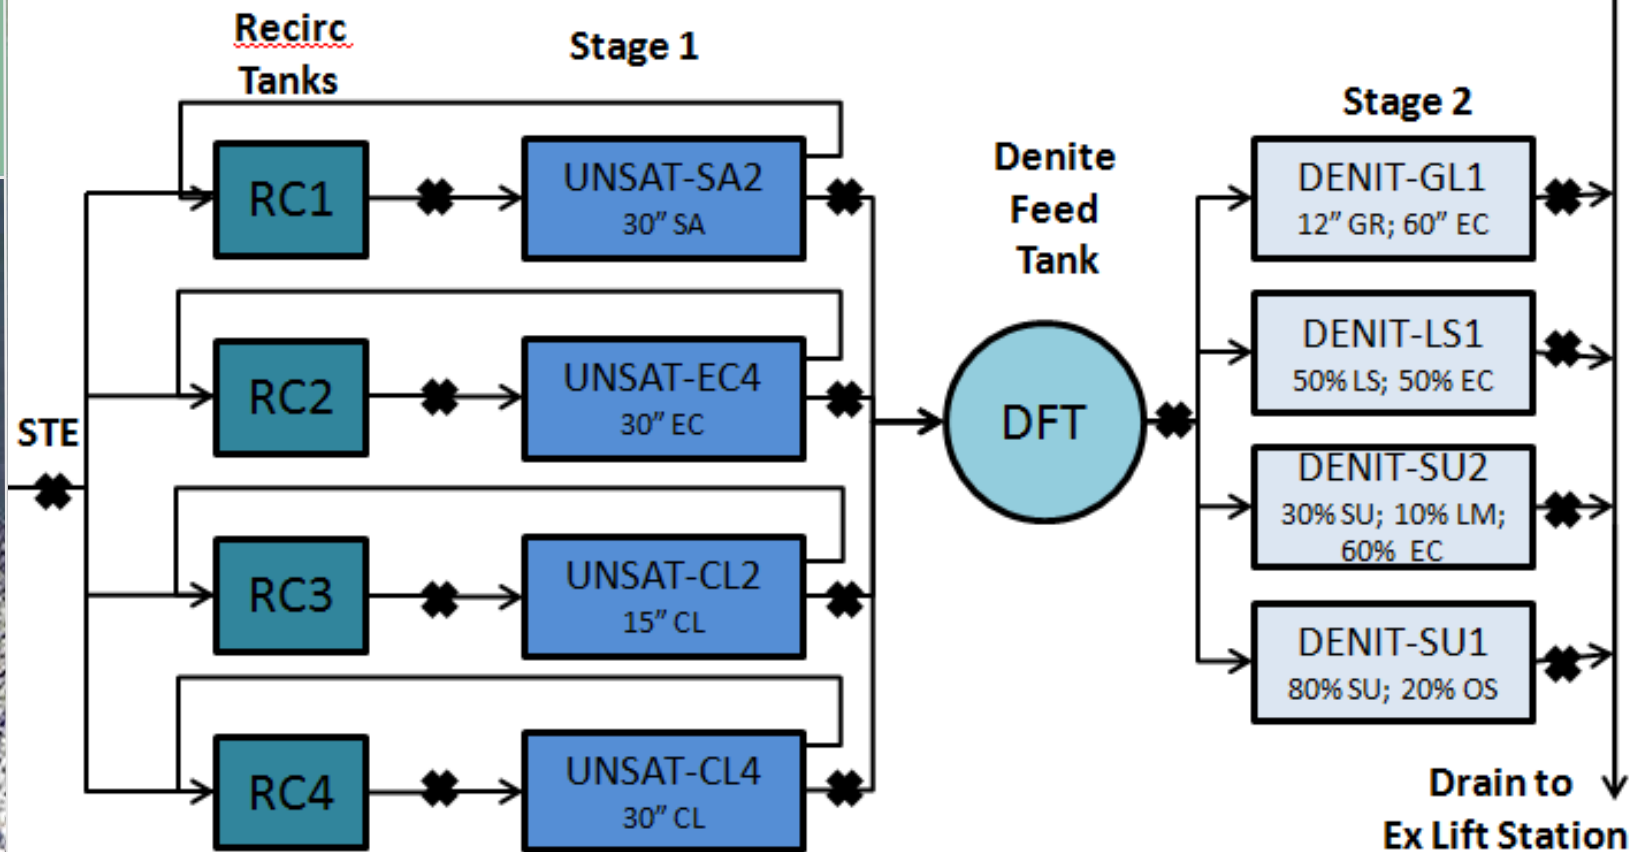 Recirc
Tanks
Stage 1
STE
RC1
UNSAT-SA2
30" SA
RC2
UNSAT-EC4
30" EC
RC3
UNSAT-CL2
15" CL
RC4
UNSAT-CL4
30" CL
Denite
Feed
Tank
DFT
Stage 2
DENIT-GL1
12" GR; 60" EC
DENIT-LS1
50% LS; 50% EC
DENIT-SU2
30% SU; 10% LM;
60% EC
DENIT-SU1
80% SU; 20% OS
Drain to
Ex Lift Station